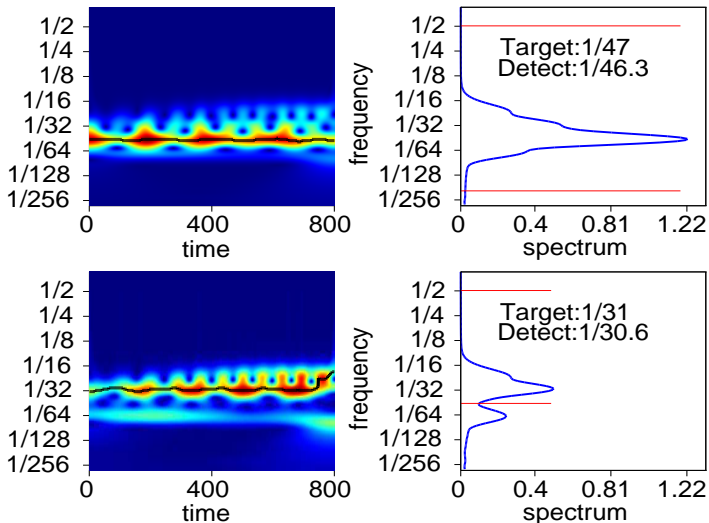 1/2
1/4
1/8
1/16
1/32
1/64
1/128
1/256
0 400 800
time
frequency
1/2
1/4
1/8
1/16
1/32
1/64
1/128
1/256
Target:1/47
Detect:1/46.3
0 0.4 0.81 1.22
spectrum
1/2
1/4
1/8
1/16
1/32
1/64
1/128
1/256
0 400 800
time
frequency
1/2
1/4
1/8
1/16
1/32
1/64
1/128
1/256
Target:1/31
Detect:1/30.6
0 0.4 0.81 1.22
spectrum